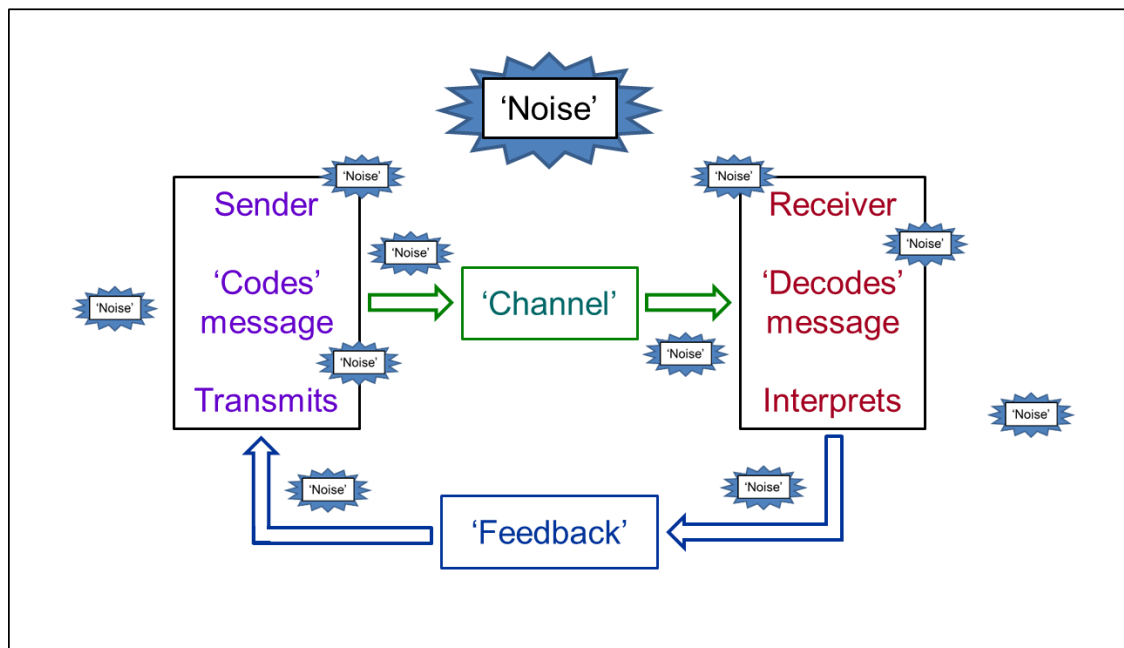 ‘Noise’
‘Noise’
‘Noise’
Sender
Receiver
‘Noise’
‘Noise’
‘Codes’
message
‘Channel’
‘Decodes’
message
‘Noise’
‘Noise’
‘Noise’
Transmits
Interprets
‘Noise’
‘Noise’
‘Noise’
‘Feedback’